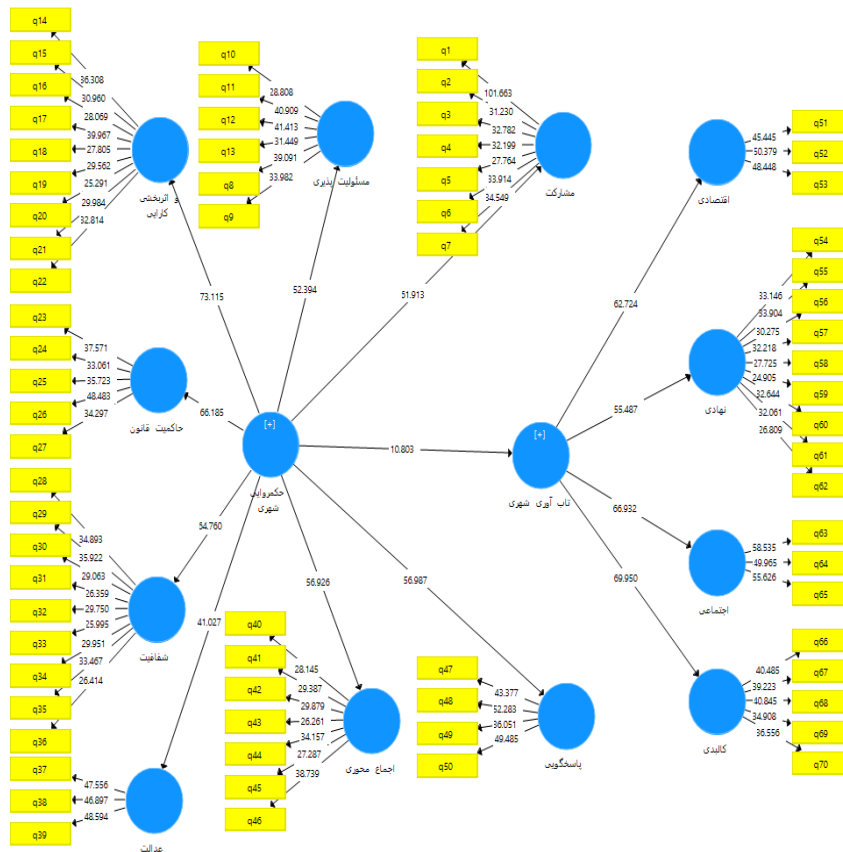 q14
q15
q16
q17
q18
q19
q20
q21
q22
36.308
30.960
28.069
39.967
27.805
29.562
25.291
29.984
32.814
و اثربخشی
کارایی
q10
q11
q12
q13
q8
q9
28.808
40.909
41.413
31.449
39.091
33.982
مسئولیت پذیری
q1
q2
q3
q4
q5
q6
q7
101.663
31.230
32.782
32.199
27.764
33.914
34.549
مشارکت
q51
q52
q53
45.445
50.379
48.448
اقتصادی
q54
q55
q56
q57
q58
q59
q60
q61
q62
33.146
33.904
30.275
32.218
27.725
24.905
32.644
32.061
26.809
نهادی
73.115
52.394
51.913
62.724
55.487
q23
q24
q25
q26
q27
37.571
33.061
35.723
48.483
34.297
حاکمیت قانون
66.185
[+]
حکمروایی
شهری
10.803
[+]
تاب آوری شهری
66.932
69.950
54.760
41.027
56.926
56.987
q28
q29
q30
q31
q32
q33
q34
q35
q36
34.893
35.922
29.063
26.359
29.750
25.995
29.951
33.467
26.414
شفافیت
q63
q64
q65
58.535
49.965
55.626
اجتماعی
q40
q41
q42
q43
q44
q45
q46
28.145
29.387
29.879
26.261
34.157
27.287
38.739
اجماع محوری
q47
q48
q49
q50
43.377
52.283
36.051
49.485
پاسخگویی
q66
q67
q68
q69
q70
40.485
39.223
40.845
34.908
36.556
کالبدی
q37
q38
q39
47.556
46.897
48.594
عدالت